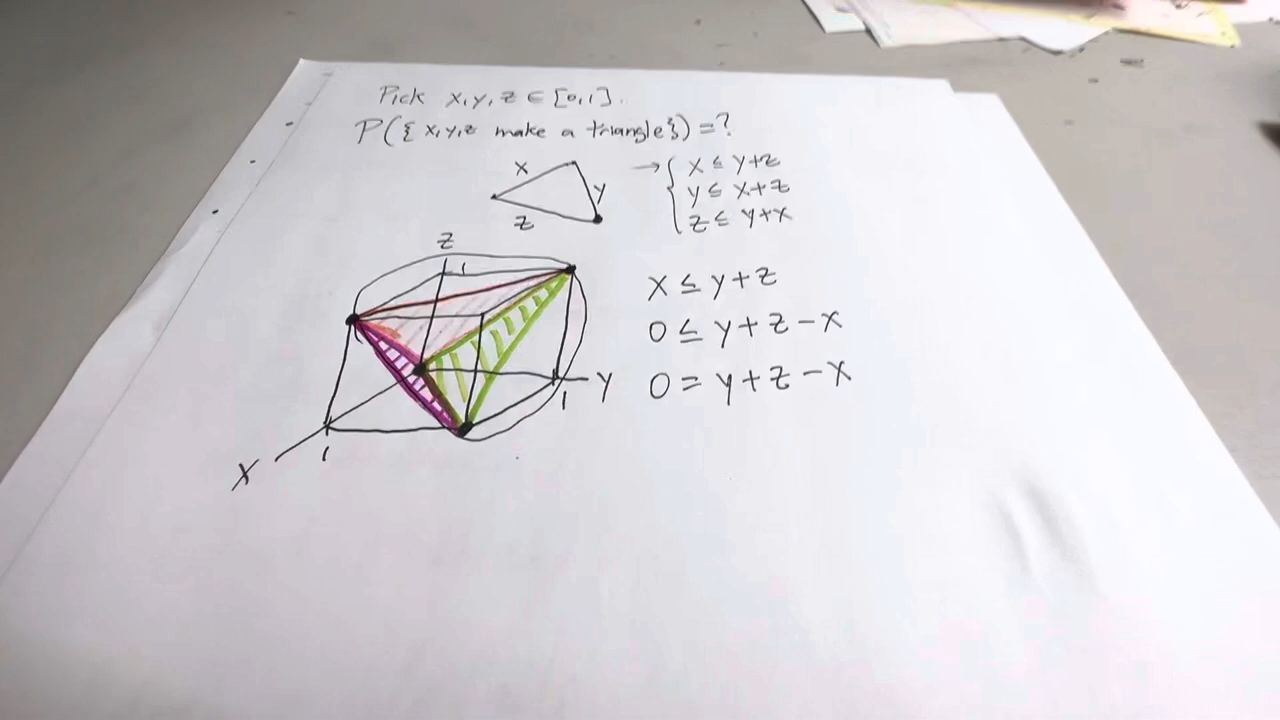 Pick x,y,z ∈ [0,1].
P({x,y,z make a triangle}) = ?
x
y
z
→ { x ≤ y+z
y ≤ x+z
z ≤ y+x
z
1
y
1
x
1
x ≤ y+z
0 ≤ y+z-x
0 = y+z-x